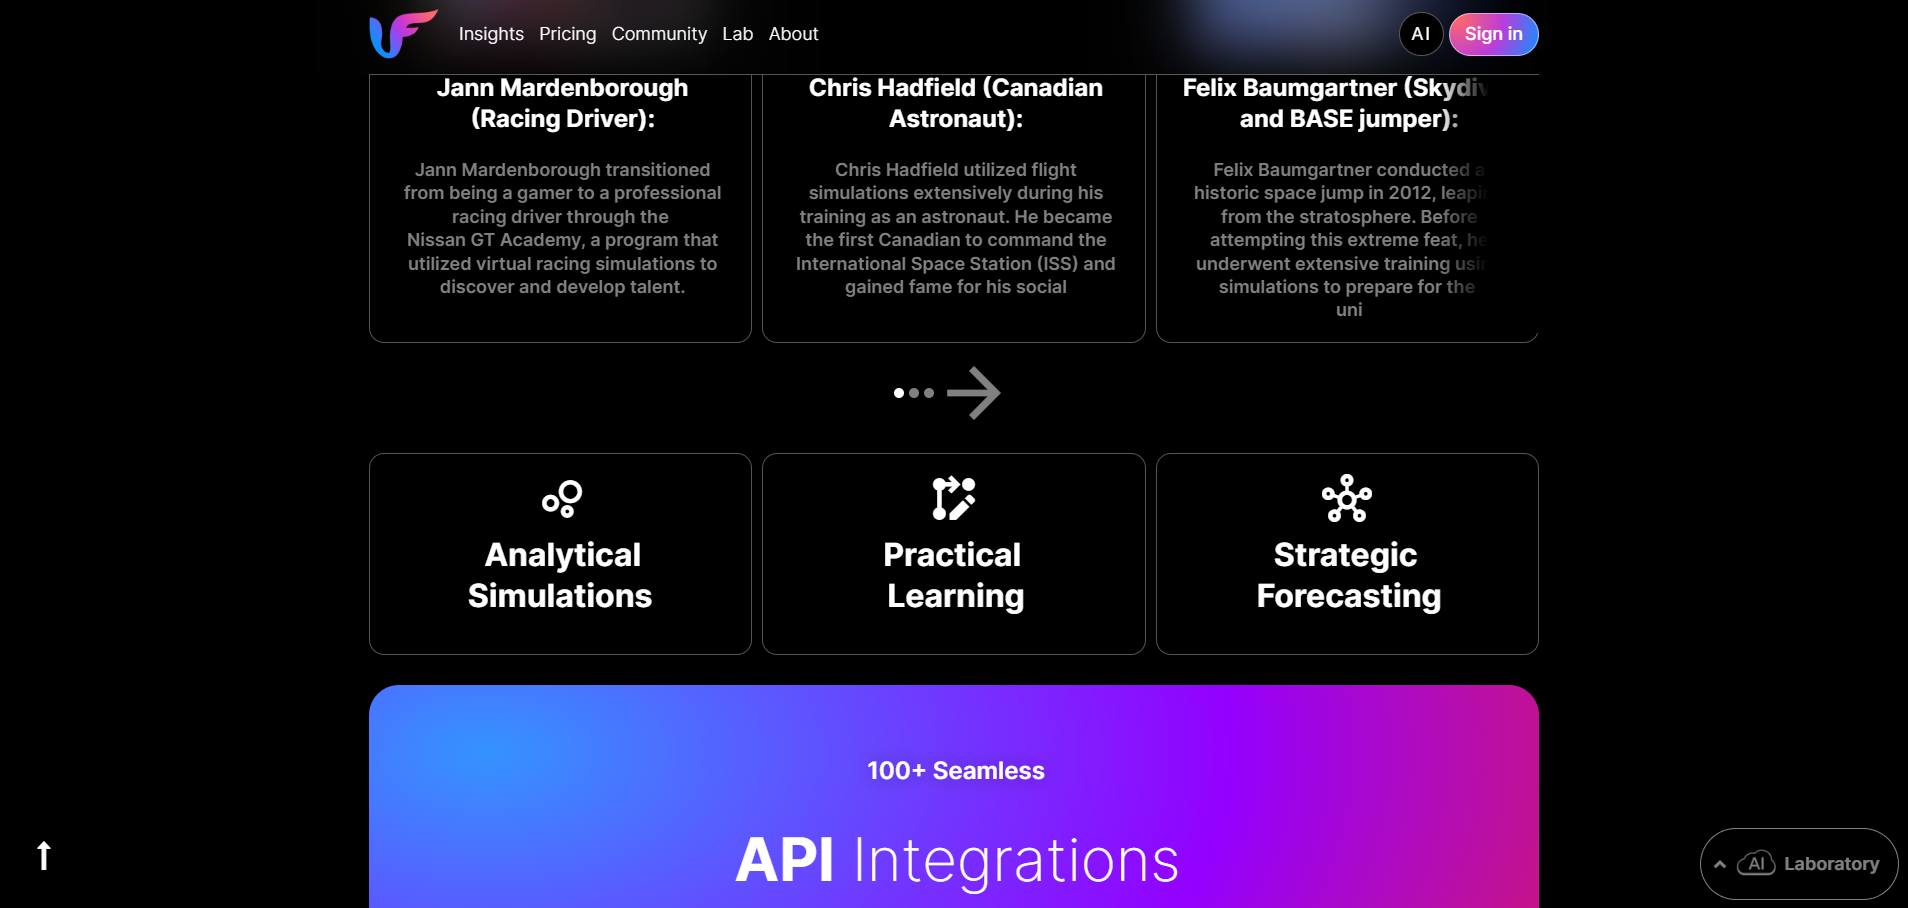 Insights Pricing Community Lab About AI Sign in
Jann Mardenborough
(Racing Driver):
Jann Mardenborough transitioned
from being a gamer to a professional
racing driver through the
Nissan GT Academy, a program that
utilized virtual racing simulations to
discover and develop talent.
Chris Hadfield (Canadian
Astronaut):
Chris Hadfield utilized flight
simulations extensively during his
training as an astronaut. He became
the first Canadian to command the
International Space Station (ISS) and
gained fame for his social
Felix Baumgartner (Skydiv
and BASE jumper):
Felix Baumgartner conducted a
historic space jump in 2012, leapi
from the stratosphere. Before
attempting this extreme feat, he
underwent extensive training usi
simulations to prepare for the
uni
Analytical
Simulations
Practical
Learning
Strategic
Forecasting
100+ Seamless
API Integrations
AI Laboratory